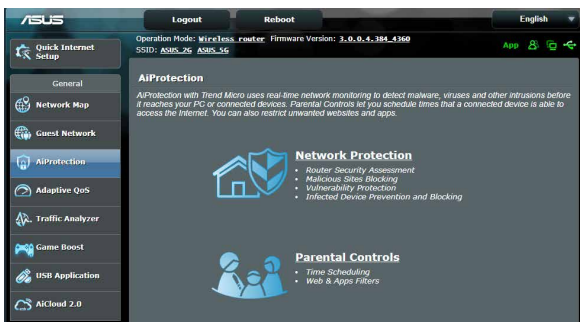 ASUS
Logout
Reboot
English
Quick Internet
Setup
Operation Mode: Wireless router Firmware Version: 3.0.0.4.384_4360
SSID: ASUS_2G ASUS_5G
App
General
Network Map
Guest Network
AiProtection
Adaptive QoS
Traffic Analyzer
Game Boost
USB Application
AiCloud 2.0
AiProtection
AiProtection with Trend Micro uses real-time network monitoring to detect malware, viruses and other intrusions before
it reaches your PC or connected devices. Parental Controls let you schedule times that a connected device is able to
access the Internet. You can also restrict unwanted websites and apps.
Network Protection
• Router Security Assessment
• Malicious Sites Blocking
• Vulnerability Protection
• Infected Device Prevention and Blocking
Parental Controls
• Time Scheduling
• Web & Apps Filters